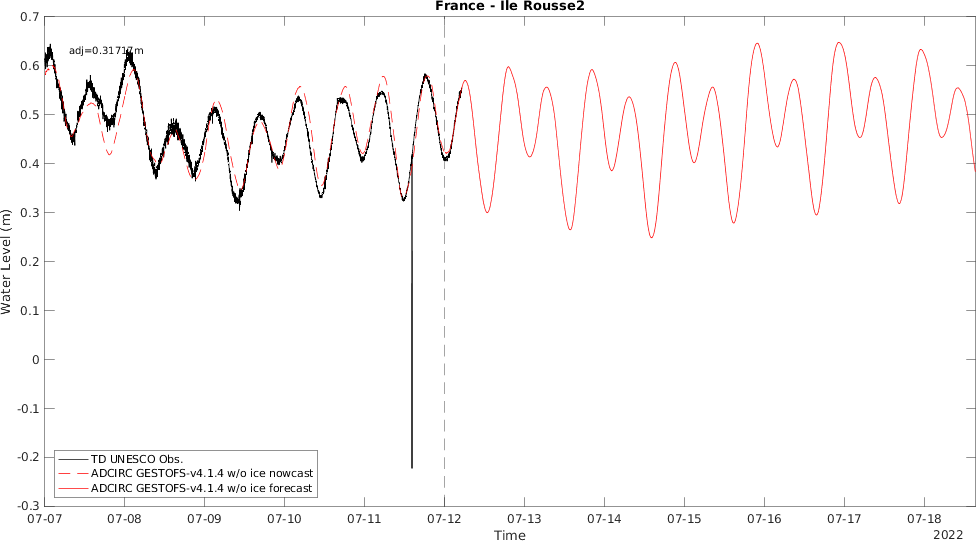 France - Ile Rousse2
adj=0.31717m
0.7
0.6
0.5
0.4
0.3
0.2
0.1
0
-0.1
-0.2
-0.3
Water Level (m)
TD UNESCO Obs.
ADCIRC GESTOFS-v4.1.4 w/o ice nowcast
ADCIRC GESTOFS-v4.1.4 w/o ice forecast
07-07 07-08 07-09 07-10 07-11 07-12 07-13 07-14 07-15 07-16 07-17 07-18
Time
2022